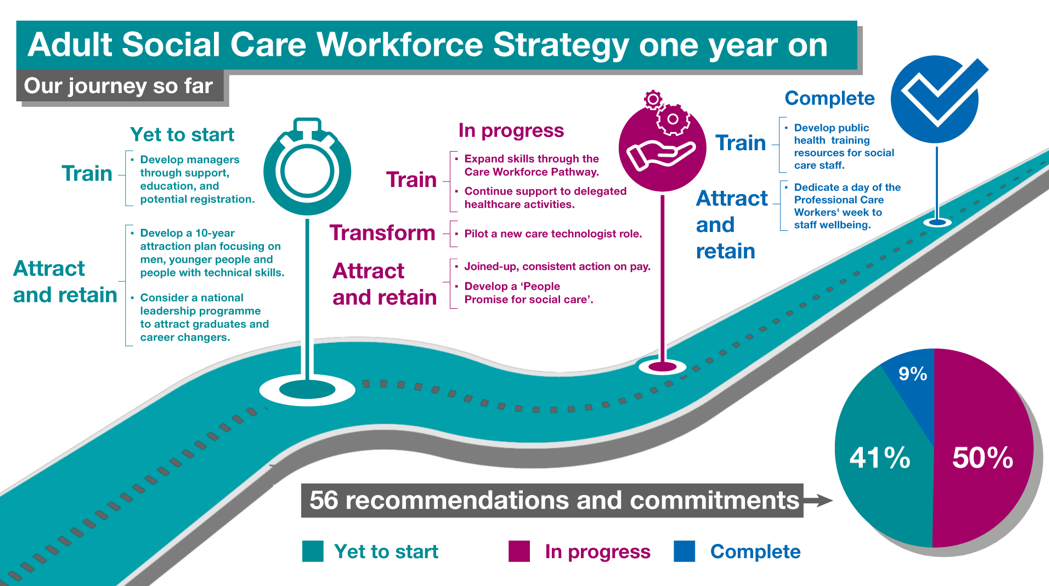 Adult Social Care Workforce Strategy one year on
Our journey so far
Yet to start
Train
• Develop managers
through support,
education, and
potential registration.
Attract
and retain
• Develop a 10-year
attraction plan focusing on
men, younger people and
people with technical skills.
• Consider a national
leadership programme
to attract graduates and
career changers.
In progress
Train
• Expand skills through the
Care Workforce Pathway.
• Continue support to delegated
healthcare activities.
Transform
• Pilot a new care technologist role.
Attract
and retain
• Joined-up, consistent action on pay.
• Develop a ‘People
Promise for social care’.
Complete
Train
• Develop public
health training
resources for social
care staff.
Attract
and
retain
• Dedicate a day of the
Professional Care
Workers' week to
staff wellbeing.
9%
41%
50%
56 recommendations and commitments
Yet to start
In progress
Complete